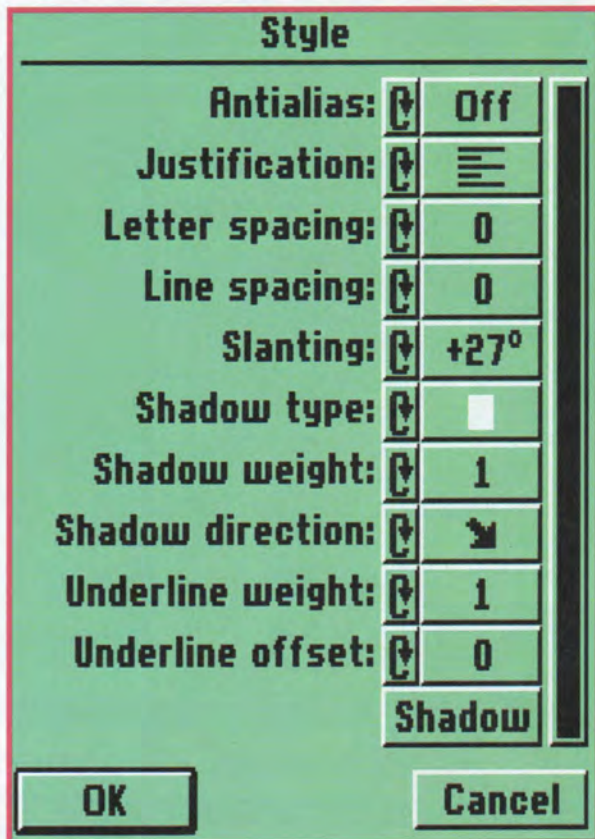 Style
Antialias: Off
Justification:
Letter spacing: 0
Line spacing: 0
Slanting: +27°
Shadow type:
Shadow weight: 1
Shadow direction:
Underline weight: 1
Underline offset: 0
Shadow
OK Cancel